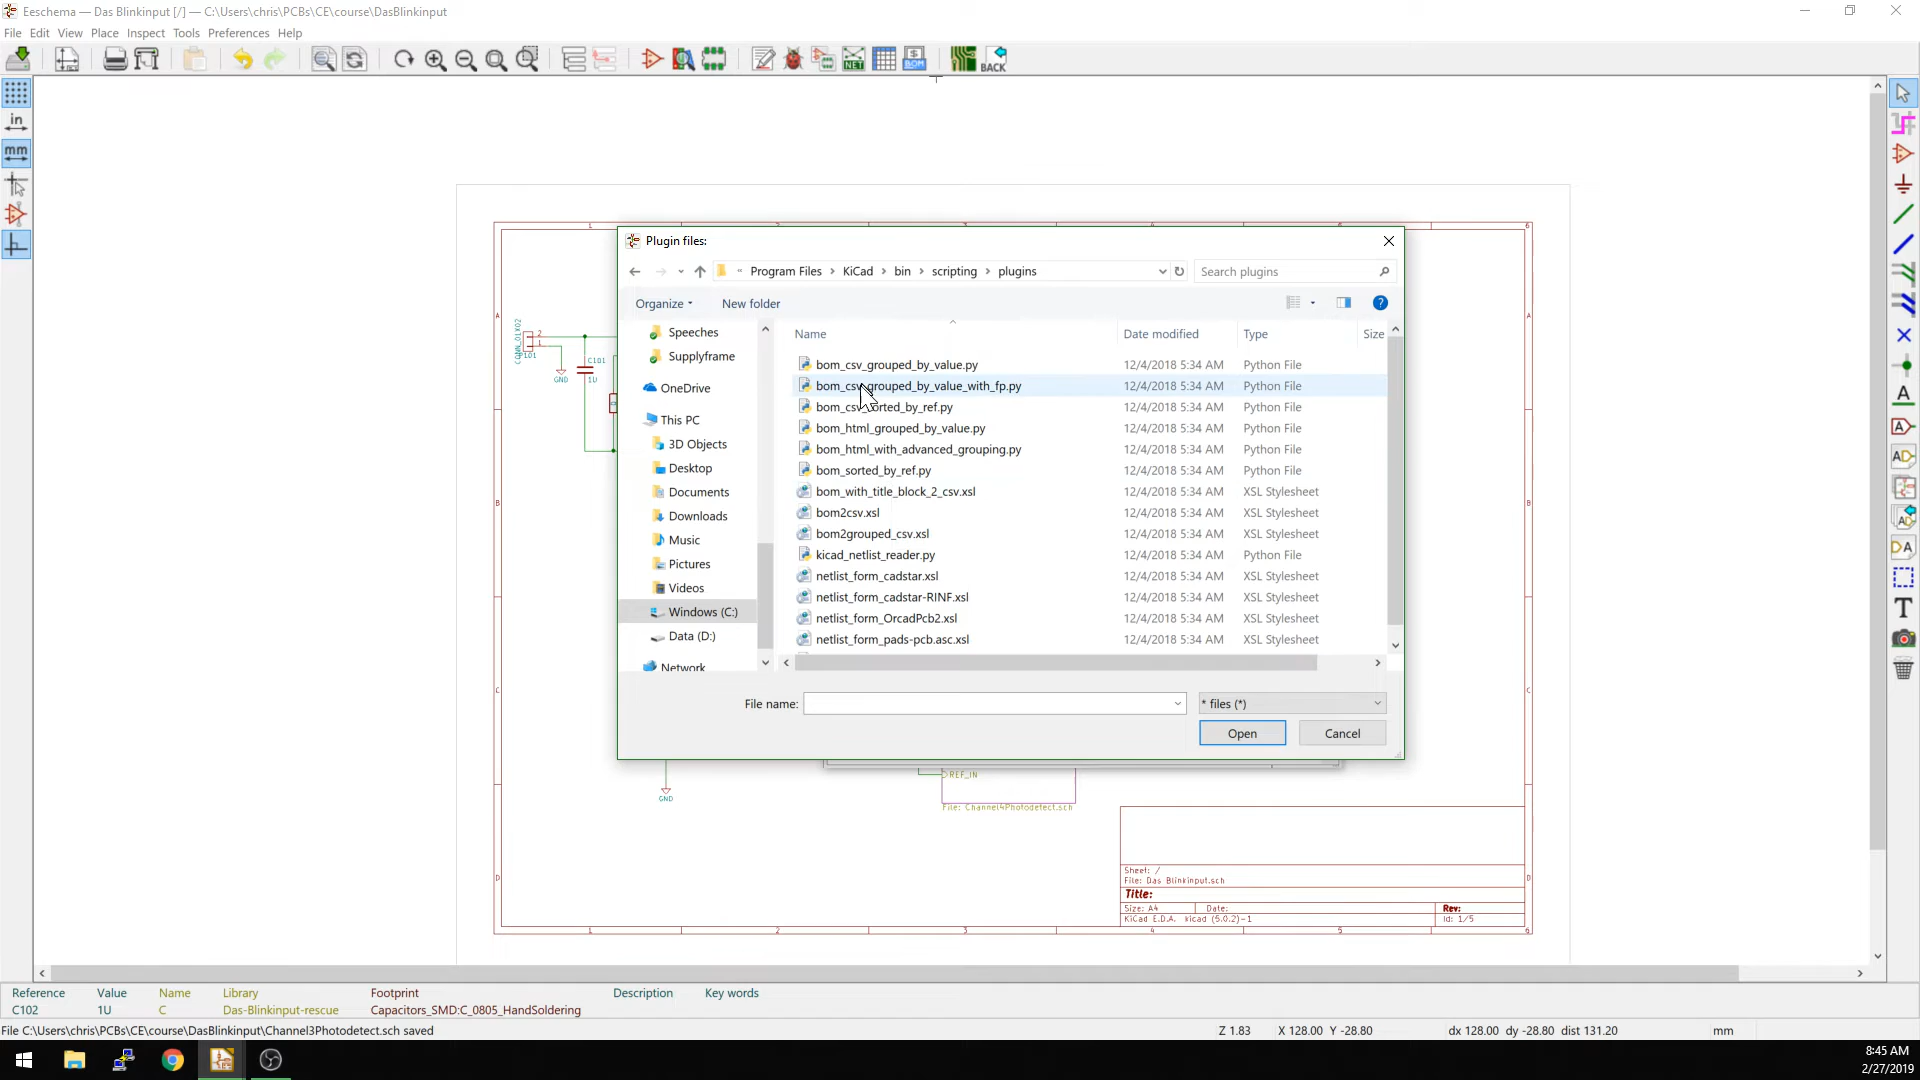 Eeschema — Das Blinkinput [/] — C:\Users\chris\PCBs\CE\course\DasBlinkinput
File Edit View Place Inspect Tools Preferences Help
NET
BOM
BACK
in
mm
Plugin files:
« Program Files › KiCad › bin › scripting › plugins
Search plugins
Organize
New folder
Speeches
Supplyframe
OneDrive
This PC
3D Objects
Desktop
Documents
Downloads
Music
Pictures
Videos
Windows (C:)
Data (D:)
Network
Name Date modified Type Size
bom_csv_grouped_by_value.py 12/4/2018 5:34 AM Python File
bom_csv_grouped_by_value_with_fp.py 12/4/2018 5:34 AM Python File
bom_csv_sorted_by_ref.py 12/4/2018 5:34 AM Python File
bom_html_grouped_by_value.py 12/4/2018 5:34 AM Python File
bom_html_with_advanced_grouping.py 12/4/2018 5:34 AM Python File
bom_sorted_by_ref.py 12/4/2018 5:34 AM Python File
bom_with_title_block_2_csv.xsl 12/4/2018 5:34 AM XSL Stylesheet
bom2csv.xsl 12/4/2018 5:34 AM XSL Stylesheet
bom2grouped_csv.xsl 12/4/2018 5:34 AM XSL Stylesheet
kicad_netlist_reader.py 12/4/2018 5:34 AM Python File
netlist_form_cadstar.xsl 12/4/2018 5:34 AM XSL Stylesheet
netlist_form_cadstar-RINF.xsl 12/4/2018 5:34 AM XSL Stylesheet
netlist_form_OrcadPcb2.xsl 12/4/2018 5:34 AM XSL Stylesheet
netlist_form_pads-pcb.asc.xsl 12/4/2018 5:34 AM XSL Stylesheet
File name:
* files (*)
Open Cancel
CONN_01X02
P101
2
1
C101
1U
GND
GND
REF_IN
File: Channel4Photodetect.sch
Sheet: /
File: Das Blinkinput.sch
Title:
Size: A4 Date: Rev:
KiCad E.D.A. kicad (5.0.2)-1 Id: 1/5
Reference Value Name Library Footprint Description Key words
C102 1U C Das-Blinkinput-rescue Capacitors_SMD:C_0805_HandSoldering
File C:\Users\chris\PCBs\CE\course\DasBlinkinput\Channel3Photodetect.sch saved
Z 1.83 X 128.00 Y -28.80 dx 128.00 dy -28.80 dist 131.20 mm
8:45 AM
2/27/2019